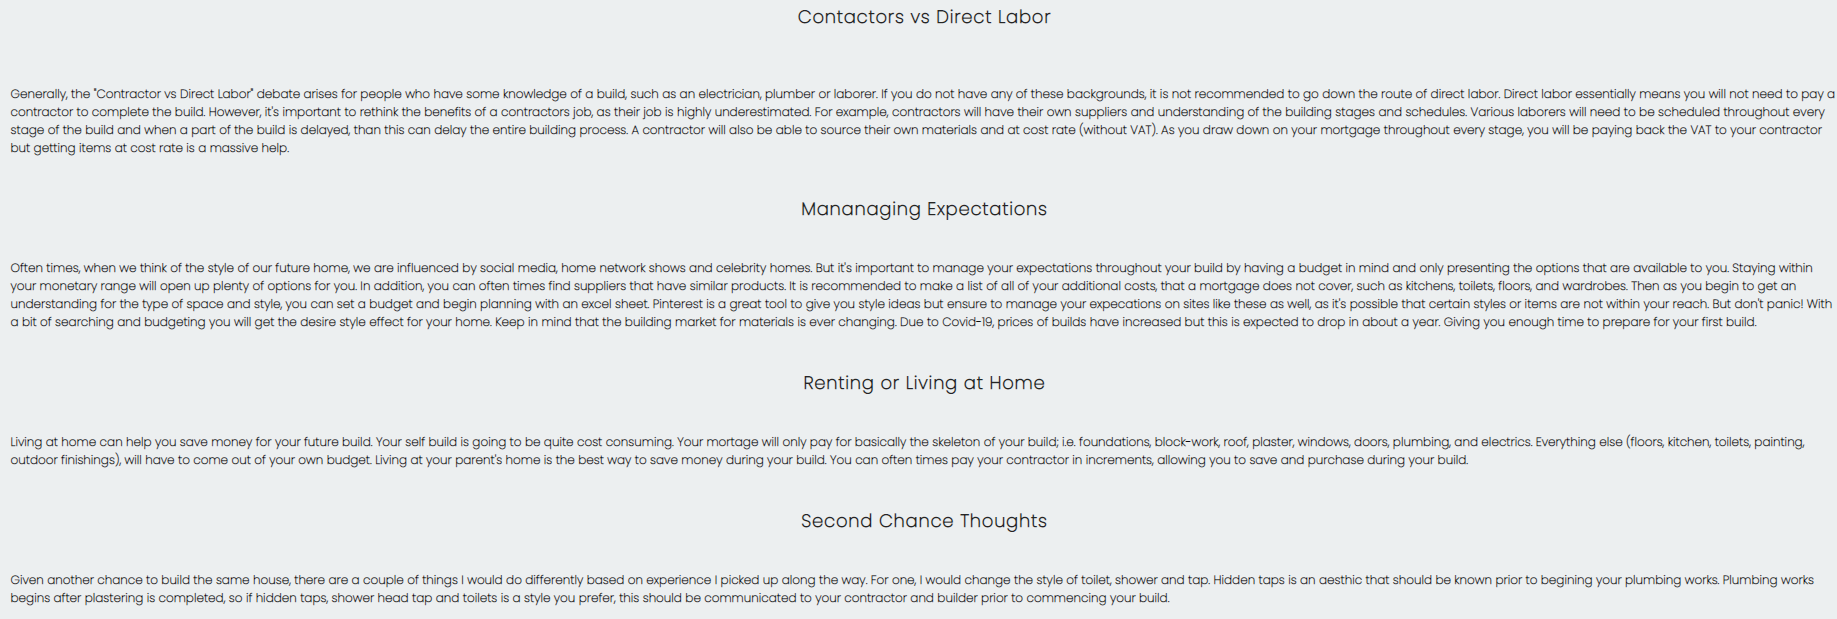 Contactors vs Direct Labor
Generally, the "Contractor vs Direct Labor" debate arises for people who have some knowledge of a build, such as an electrician, plumber or laborer. If you do not have any of these backgrounds, it is not recommended to go down the route of direct labor. Direct labor essentially means you will not need to pay a
contractor to complete the build. However, it's important to rethink the benefits of a contractors job, as their job is highly underestimated. For example, contractors will have their own suppliers and understanding of the building stages and schedules. Various laborers will need to be scheduled throughout every
stage of the build and when a part of the build is delayed, than this can delay the entire building process. A contractor will also be able to source their own materials and at cost rate (without VAT). As you draw down on your mortgage throughout every stage, you will be paying back the VAT to your contractor
but getting items at cost rate is a massive help.
Mananaging Expectations
Often times, when we think of the style of our future home, we are influenced by social media, home network shows and celebrity homes. But it's important to manage your expectations throughout your build by having a budget in mind and only presenting the options that are available to you. Staying within
your monetary range will open up plenty of options for you. In addition, you can often times find suppliers that have similar products. It is recommended to make a list of all of your additional costs, that a mortgage does not cover, such as kitchens, toilets, floors, and wardrobes. Then as you begin to get an
understanding for the type of space and style, you can set a budget and begin planning with an excel sheet. Pinterest is a great tool to give you style ideas but ensure to manage your expecations on sites like these as well, as it's possible that certain styles or items are not within your reach. But don't panic! With
a bit of searching and budgeting you will get the desire style effect for your home. Keep in mind that the building market for materials is ever changing. Due to Covid-19, prices of builds have increased but this is expected to drop in about a year. Giving you enough time to prepare for your first build.
Renting or Living at Home
Living at home can help you save money for your future build. Your self build is going to be quite cost consuming. Your mortage will only pay for basically the skeleton of your build; i.e. foundations, block-work, roof, plaster, windows, doors, plumbing, and electrics. Everything else (floors, kitchen, toilets, painting,
outdoor finishings), will have to come out of your own budget. Living at your parent's home is the best way to save money during your build. You can often times pay your contractor in increments, allowing you to save and purchase during your build.
Second Chance Thoughts
Given another chance to build the same house, there are a couple of things I would do differently based on experience I picked up along the way. For one, I would change the style of toilet, shower and tap. Hidden taps is an aesthic that should be known prior to begining your plumbing works. Plumbing works
begins after plastering is completed, so if hidden taps, shower head tap and toilets is a style you prefer, this should be communicated to your contractor and builder prior to commencing your build.